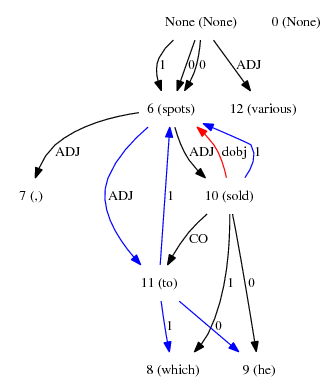 None (None) 0 (None)
1 0 0 ADJ
6 (spots) 12 (various)
ADJ ADJ dobj 1
7 (,) ADJ 1 10 (sold)
CO
11 (to) 1 0
1 0
8 (which) 9 (he)